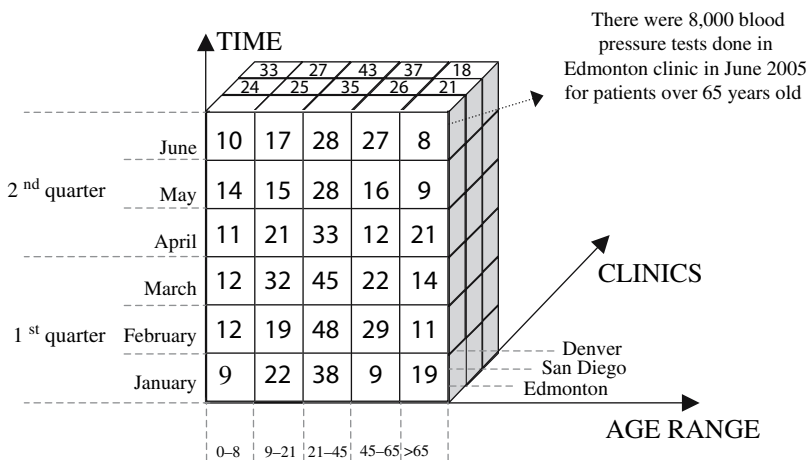 There were 8,000 blood
pressure tests done in
Edmonton clinic in June 2005
for patients over 65 years old
TIME
33 27 43 37 18
24 25 35 26 21
June 10 17 28 27 8
2 nd quarter May 14 15 28 16 9
April 11 21 33 12 21
CLINICS
March 12 32 45 22 14
1 st quarter February 12 19 48 29 11
Denver
San Diego
January 9 22 38 9 19
Edmonton
AGE RANGE
0–8 9–21 21–45 45–65 >65